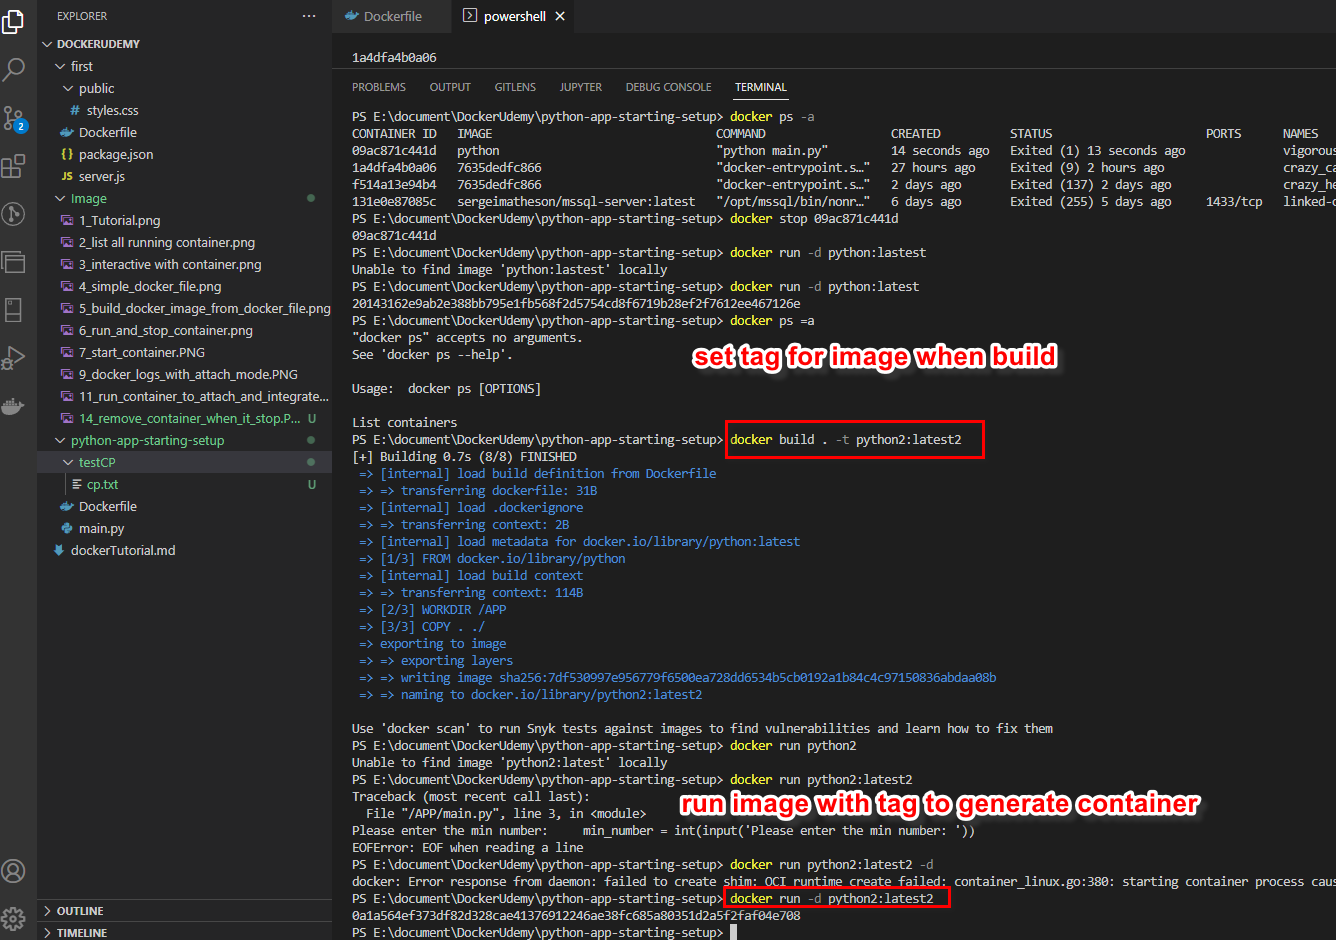 EXPLORER
DOCKERUDEMY
first
public
# styles.css
Dockerfile
{} package.json
JS server.js
Image
1_Tutorial.png
2_list all running container.png
3_interactive with container.png
4_simple_docker_file.png
5_build_docker_image_from_docker_file.png
6_run_and_stop_container.png
7_start_container.PNG
9_docker_logs_with_attach_mode.PNG
11_run_container_to_attach_and_integrate...
14_remove_container_when_it_stop.P... U
python-app-starting-setup
testCP
cp.txt U
Dockerfile
main.py
dockerTutorial.md
OUTLINE
TIMELINE
2
Dockerfile
powershell
1a4dfa4b0a06
PROBLEMS OUTPUT GITLENS JUPYTER DEBUG CONSOLE TERMINAL
PS E:\document\DockerUdemy\python-app-starting-setup> docker ps -a
CONTAINER ID IMAGE COMMAND CREATED STATUS PORTS NAMES
09ac871c441d python "python main.py" 14 seconds ago Exited (1) 13 seconds ago vigorous
1a4dfa4b0a06 7635dedfc866 "docker-entrypoint.s…" 27 hours ago Exited (9) 2 hours ago crazy_ca
f514a13e94b4 7635dedfc866 "docker-entrypoint.s…" 2 days ago Exited (137) 2 days ago crazy_he
131e0e87085c sergeimatheson/mssql-server:latest "/opt/mssql/bin/nonr…" 6 days ago Exited (255) 5 days ago 1433/tcp linked-c
PS E:\document\DockerUdemy\python-app-starting-setup> docker stop 09ac871c441d
09ac871c441d
PS E:\document\DockerUdemy\python-app-starting-setup> docker run -d python:lastest
Unable to find image 'python:lastest' locally
PS E:\document\DockerUdemy\python-app-starting-setup> docker run -d python:latest
20143162e9ab2e388bb795e1fb568f2d5754cd8f6719b28ef2f7612ee467126e
PS E:\document\DockerUdemy\python-app-starting-setup> docker ps =a
"docker ps" accepts no arguments.
See 'docker ps --help'.
set tag for image when build
Usage: docker ps [OPTIONS]
List containers
PS E:\document\DockerUdemy\python-app-starting-setup> docker build . -t python2:latest2
[+] Building 0.7s (8/8) FINISHED
=> [internal] load build definition from Dockerfile
=> => transferring dockerfile: 31B
=> [internal] load .dockerignore
=> => transferring context: 2B
=> [internal] load metadata for docker.io/library/python:latest
=> [1/3] FROM docker.io/library/python
=> [internal] load build context
=> => transferring context: 114B
=> [2/3] WORKDIR /APP
=> [3/3] COPY . ./
=> exporting to image
=> => exporting layers
=> => writing image sha256:7df530997e956779f6500ea728dd6534b5cb0192a1b84c4c97150836abdaa08b
=> => naming to docker.io/library/python2:latest2
Use 'docker scan' to run Snyk tests against images to find vulnerabilities and learn how to fix them
PS E:\document\DockerUdemy\python-app-starting-setup> docker run python2
Unable to find image 'python2:latest' locally
PS E:\document\DockerUdemy\python-app-starting-setup> docker run python2:latest2
Traceback (most recent call last):
File "/APP/main.py", line 3, in <module>
run image with tag to generate container
Please enter the min number: min_number = int(input('Please enter the min number: '))
EOFError: EOF when reading a line
PS E:\document\DockerUdemy\python-app-starting-setup> docker run python2:latest2 -d
docker: Error response from daemon: failed to create shim: OCI runtime create failed: container_linux.go:380: starting container process caus
PS E:\document\DockerUdemy\python-app-starting-setup> docker run -d python2:latest2
0a1a564ef373df82d328cae41376912246ae38fc685a80351d2a5f2faf04e708
PS E:\document\DockerUdemy\python-app-starting-setup>